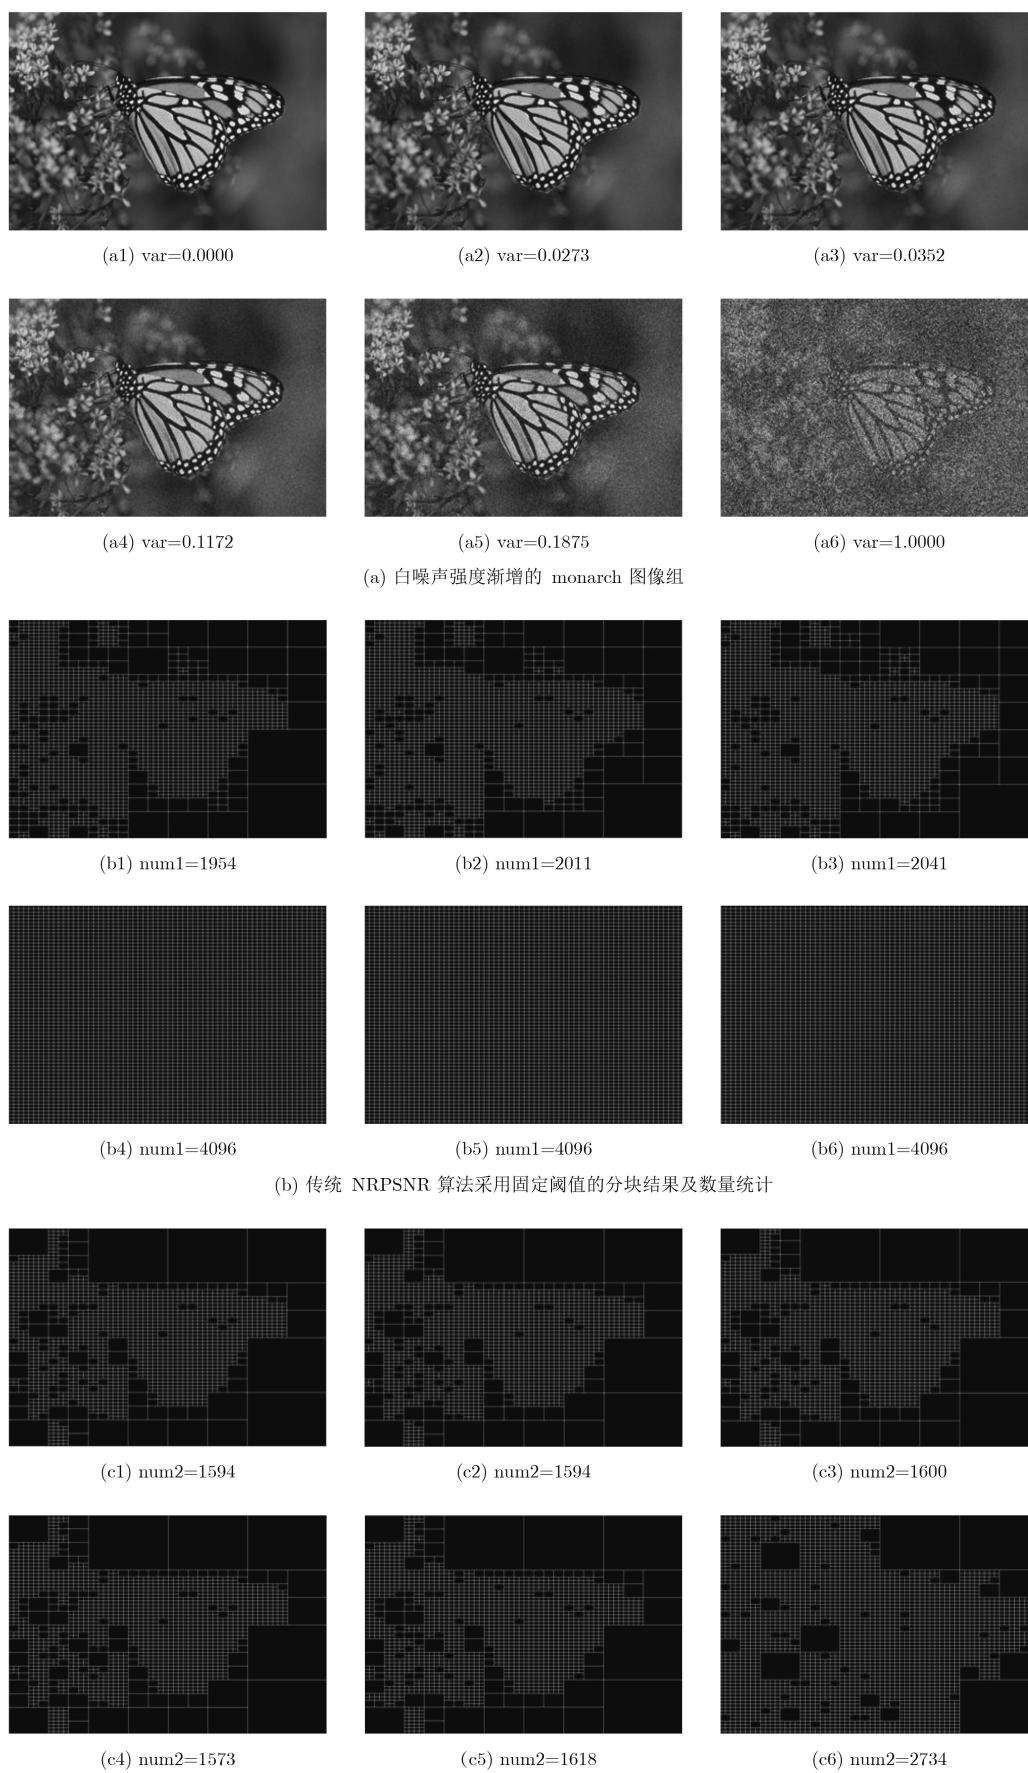 (a1) var=0.0000 (a2) var=0.0273 (a3) var=0.0352
(a4) var=0.1172 (a5) var=0.1875 (a6) var=1.0000
(a) 白噪声强度渐增的 monarch 图像组
(b1) num1=1954 (b2) num1=2011 (b3) num1=2041
(b4) num1=4096 (b5) num1=4096 (b6) num1=4096
(b) 传统 NRPSNR 算法采用固定阈值的分块结果及数量统计
(c1) num2=1594 (c2) num2=1594 (c3) num2=1600
(c4) num2=1573 (c5) num2=1618 (c6) num2=2734